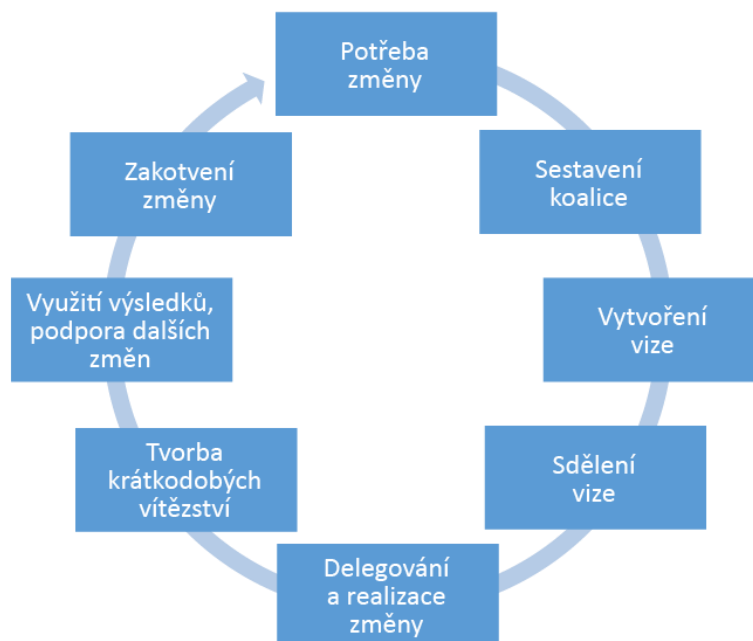 Potřeba
změny
Sestavení
koalice
Vytvoření
vize
Sdělení
vize
Delegování
a realizace
změny
Tvorba
krátkodobých
vítězství
Využití výsledků,
podpora dalších
změn
Zakotvení
změny